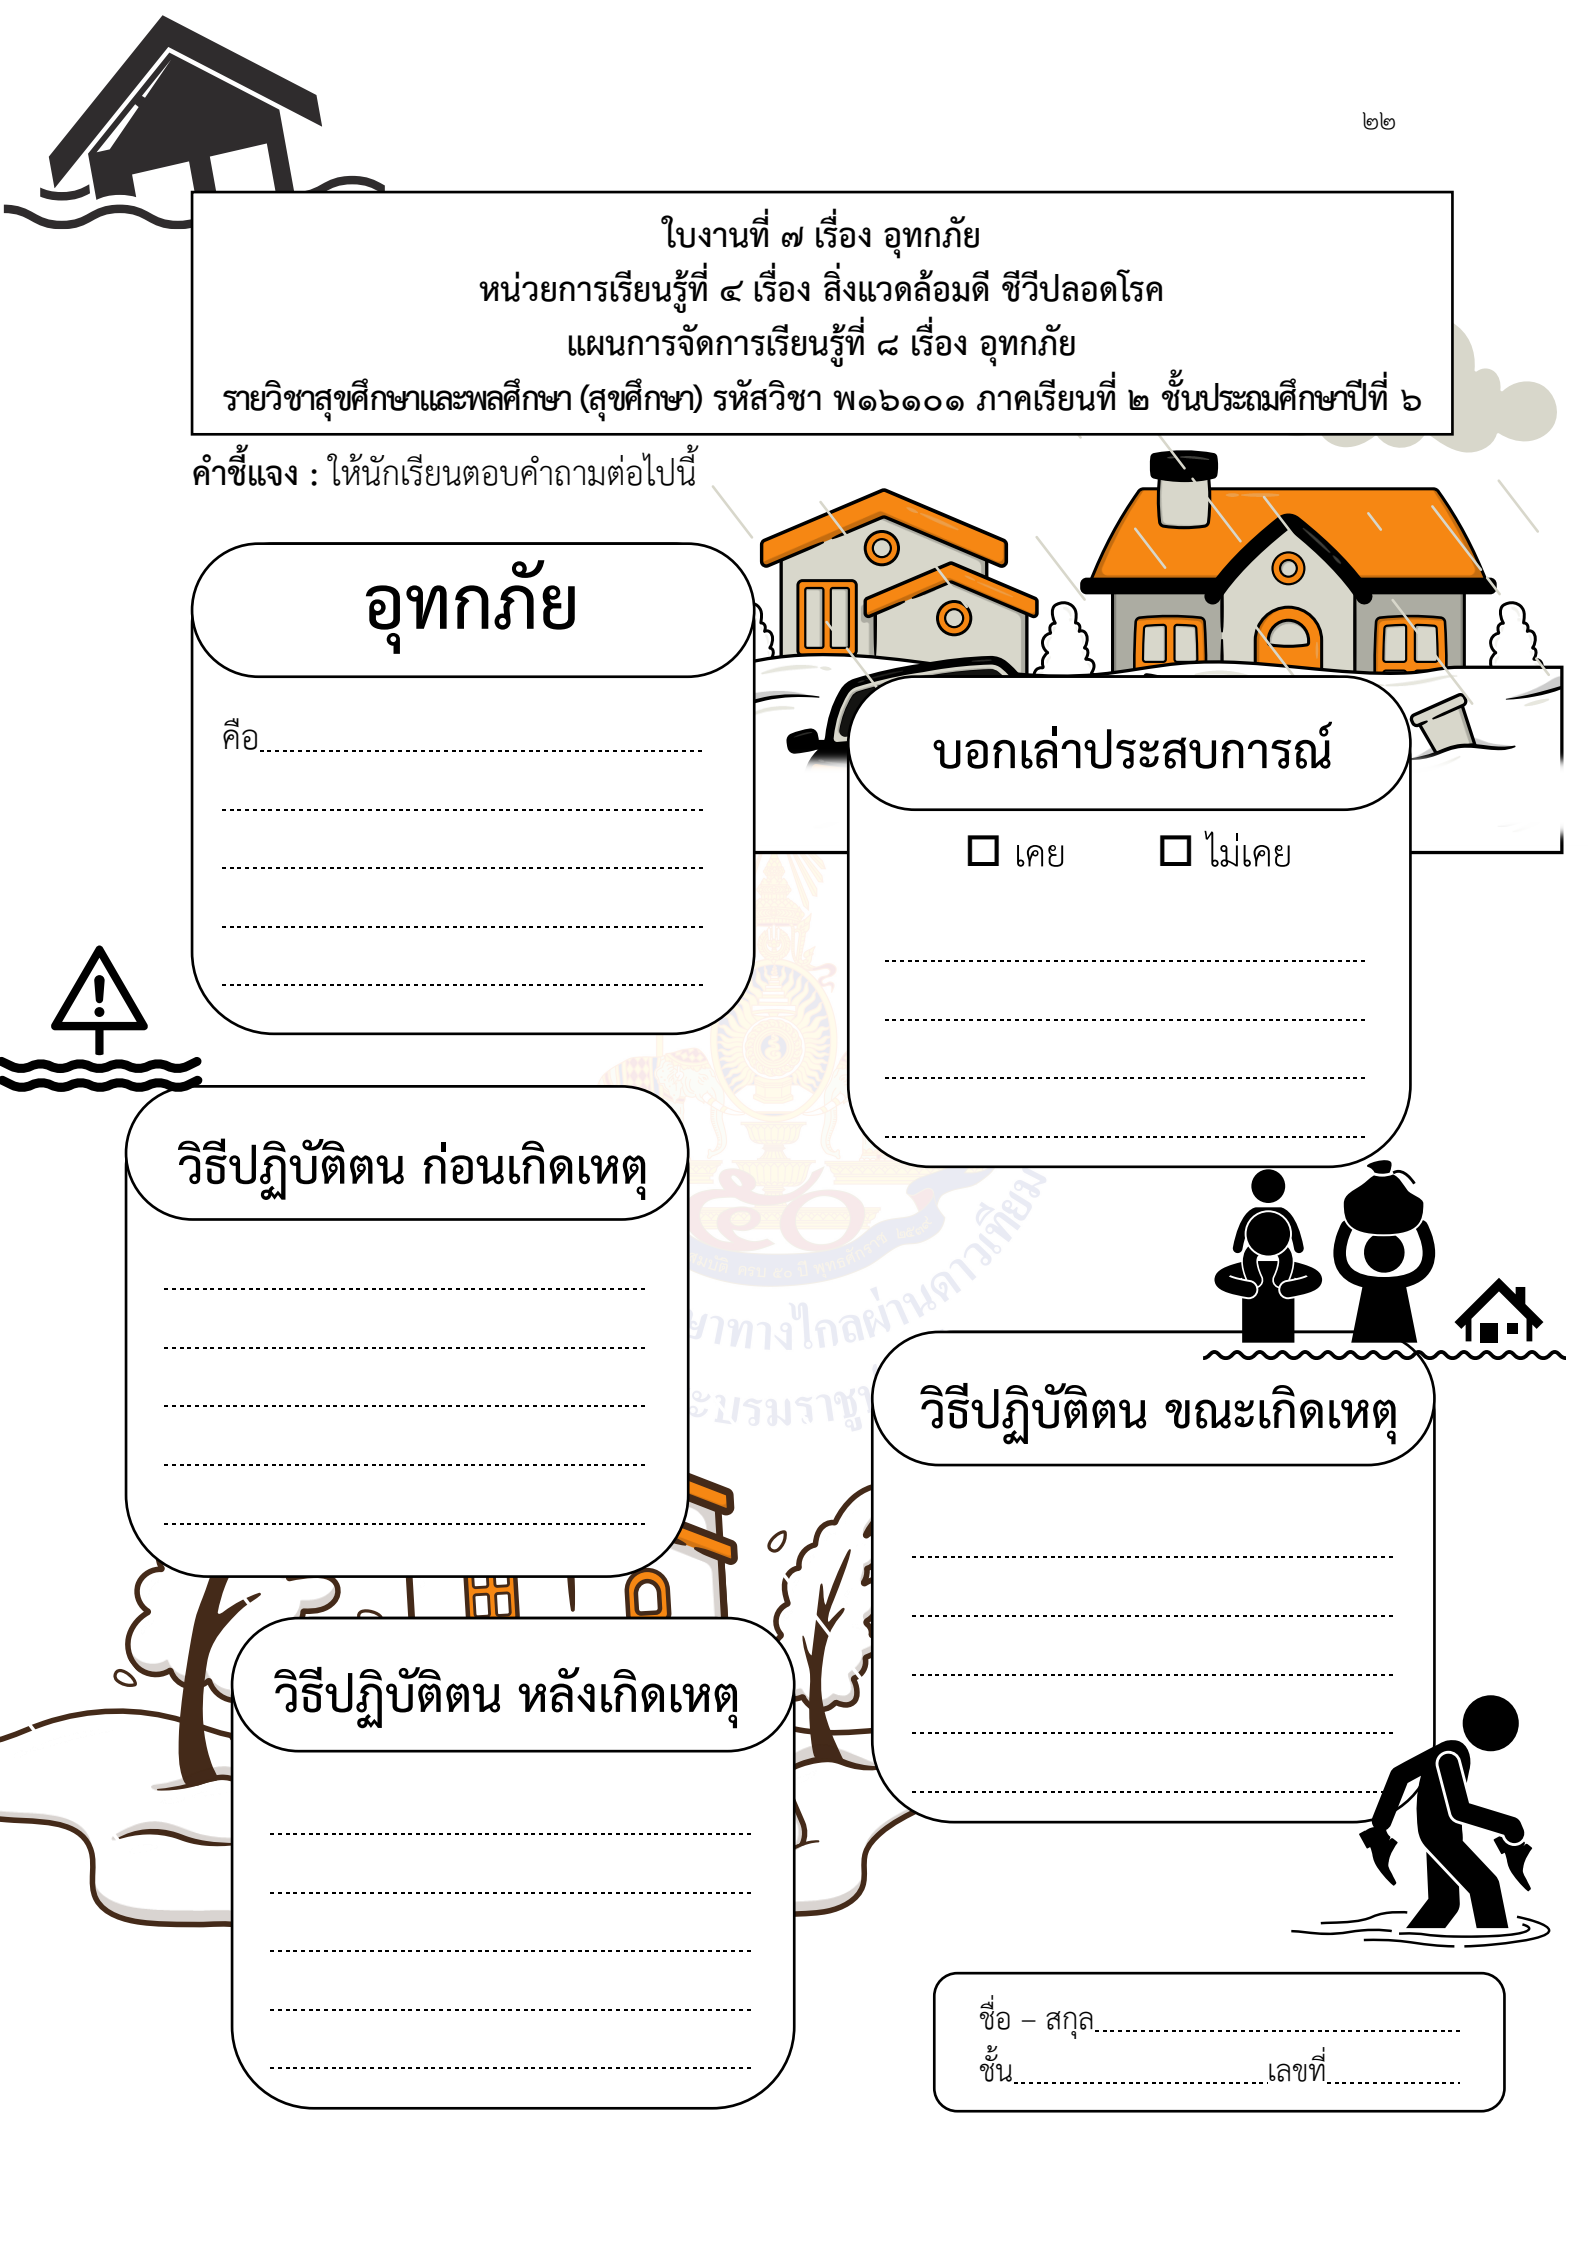 ๒๒
ใบงานที่ ๗ เรื่อง อุทกภัย
หน่วยการเรียนรู้ที่ ๔ เรื่อง สิ่งแวดล้อมดี ชีวีปลอดโรค
แผนการจัดการเรียนรู้ที่ ๘ เรื่อง อุทกภัย
รายวิชาสุขศึกษาและพลศึกษา (สุขศึกษา) รหัสวิชา พ๑๖๑๐๑ ภาคเรียนที่ ๒ ชั้นประถมศึกษาปีที่ ๖
คำชี้แจง : ให้นักเรียนตอบคำถามต่อไปนี้
อุทกภัย
คือ
บอกเล่าประสบการณ์
เคย ไม่เคย
วิธีปฏิบัติตน ก่อนเกิดเหตุ
วิธีปฏิบัติตน ขณะเกิดเหตุ
วิธีปฏิบัติตน หลังเกิดเหตุ
ชื่อ – สกุล
ชั้น เลขที่